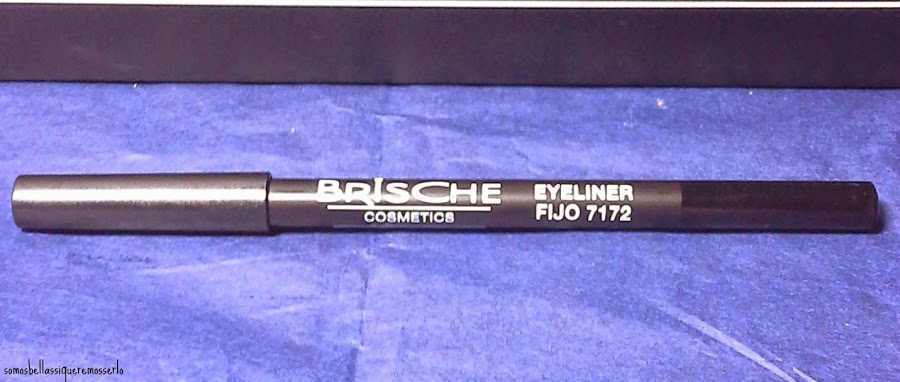 BRISCHE
COSMETICS
EYELINER
FIJO 7172
somosbellassiqueremosserlo